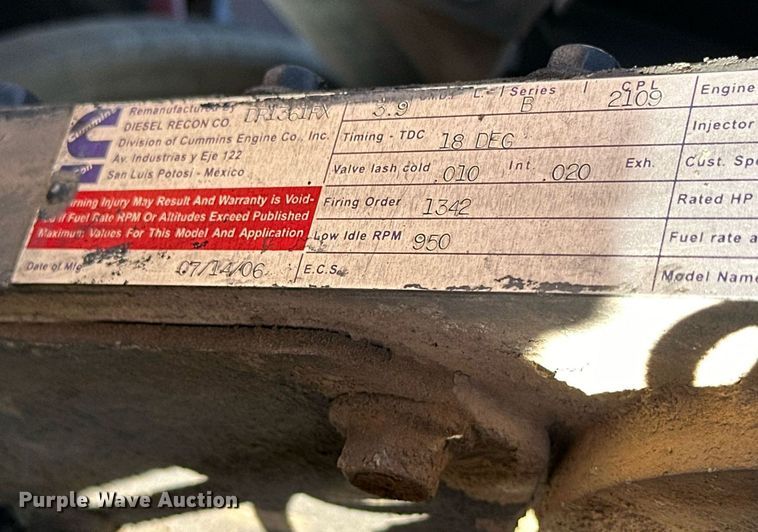 Remanufactured by DR1361RX
DIESEL RECON CO.
Division of Cummins Engine Co., Inc.
Av. Industrias y Eje 122
San Luis Potosi - México
Cummins
Warning Injury May Result And Warranty is Void-
If Fuel Rate RPM Or Altitudes Exceed Published
Maximum Values For This Model And Application
Date of Mfg 07/14/06
3.9 L Series B CPL 2109
Timing - TDC 18 DEG
Valve lash cold .010 Int. .020 Exh.
Firing Order 1342
Low Idle RPM 950
E.C.S.
Engine
Injector
Cust. Spe
Rated HP
Fuel rate a
Model Name
Purple Wave Auction